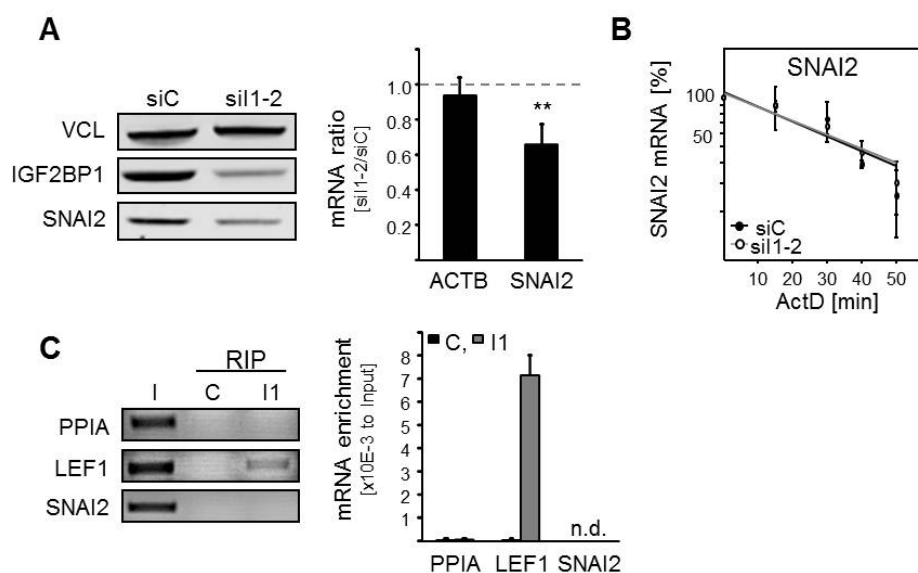 A
siC siI1-2
VCL
IGF2BP1
SNAI2
mRNA ratio
[siI1-2/siC]
1.0
0.8
0.6
0.4
0.2
**
ACTB SNAI2
B
SNAI2
SNAI2 mRNA [%]
100
50
siC
siI1-2
10 20 30 40 50
ActD [min]
C
RIP
I C I1
PPIA
LEF1
SNAI2
mRNA enrichment
[x10E-3 to Input]
C, I1
8
7
6
5
4
3
2
1
n.d.
PPIA LEF1 SNAI2